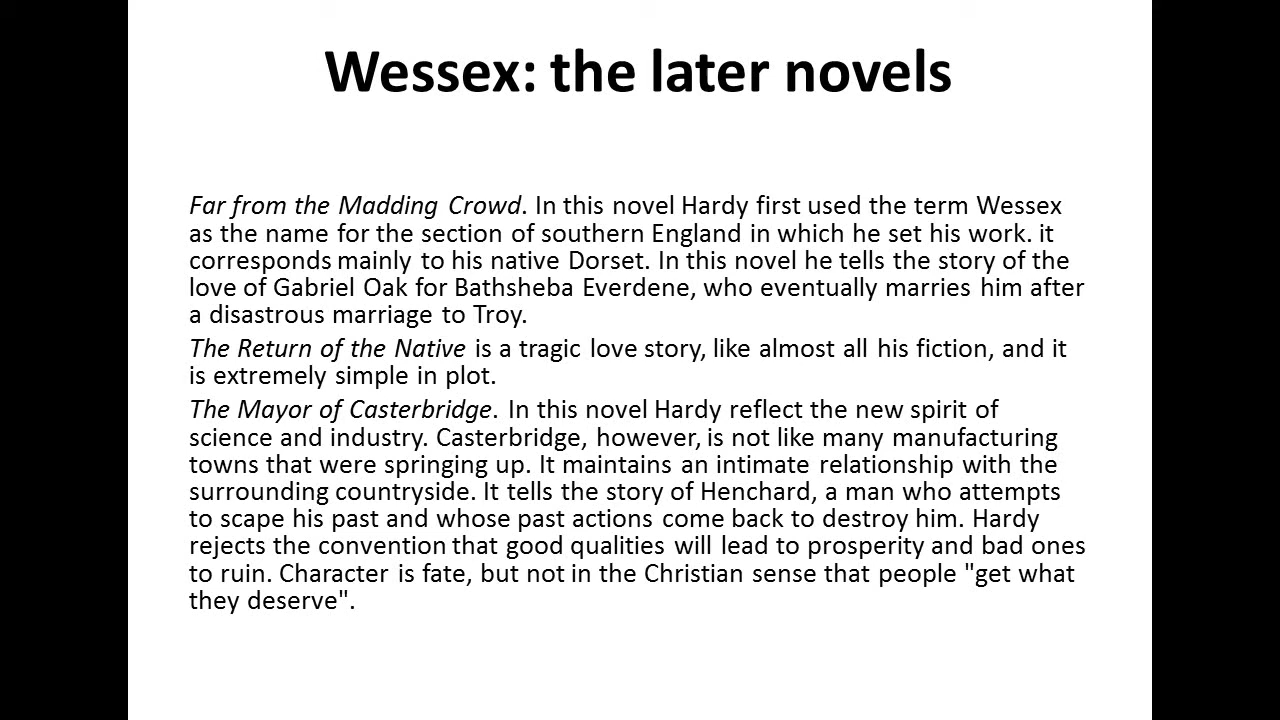 Wessex: the later novels
Far from the Madding Crowd. In this novel Hardy first used the term Wessex
as the name for the section of southern England in which he set his work. it
corresponds mainly to his native Dorset. In this novel he tells the story of the
love of Gabriel Oak for Bathsheba Everdene, who eventually marries him after
a disastrous marriage to Troy.
The Return of the Native is a tragic love story, like almost all his fiction, and it
is extremely simple in plot.
The Mayor of Casterbridge. In this novel Hardy reflect the new spirit of
science and industry. Casterbridge, however, is not like many manufacturing
towns that were springing up. It maintains an intimate relationship with the
surrounding countryside. It tells the story of Henchard, a man who attempts
to scape his past and whose past actions come back to destroy him. Hardy
rejects the convention that good qualities will lead to prosperity and bad ones
to ruin. Character is fate, but not in the Christian sense that people "get what
they deserve".